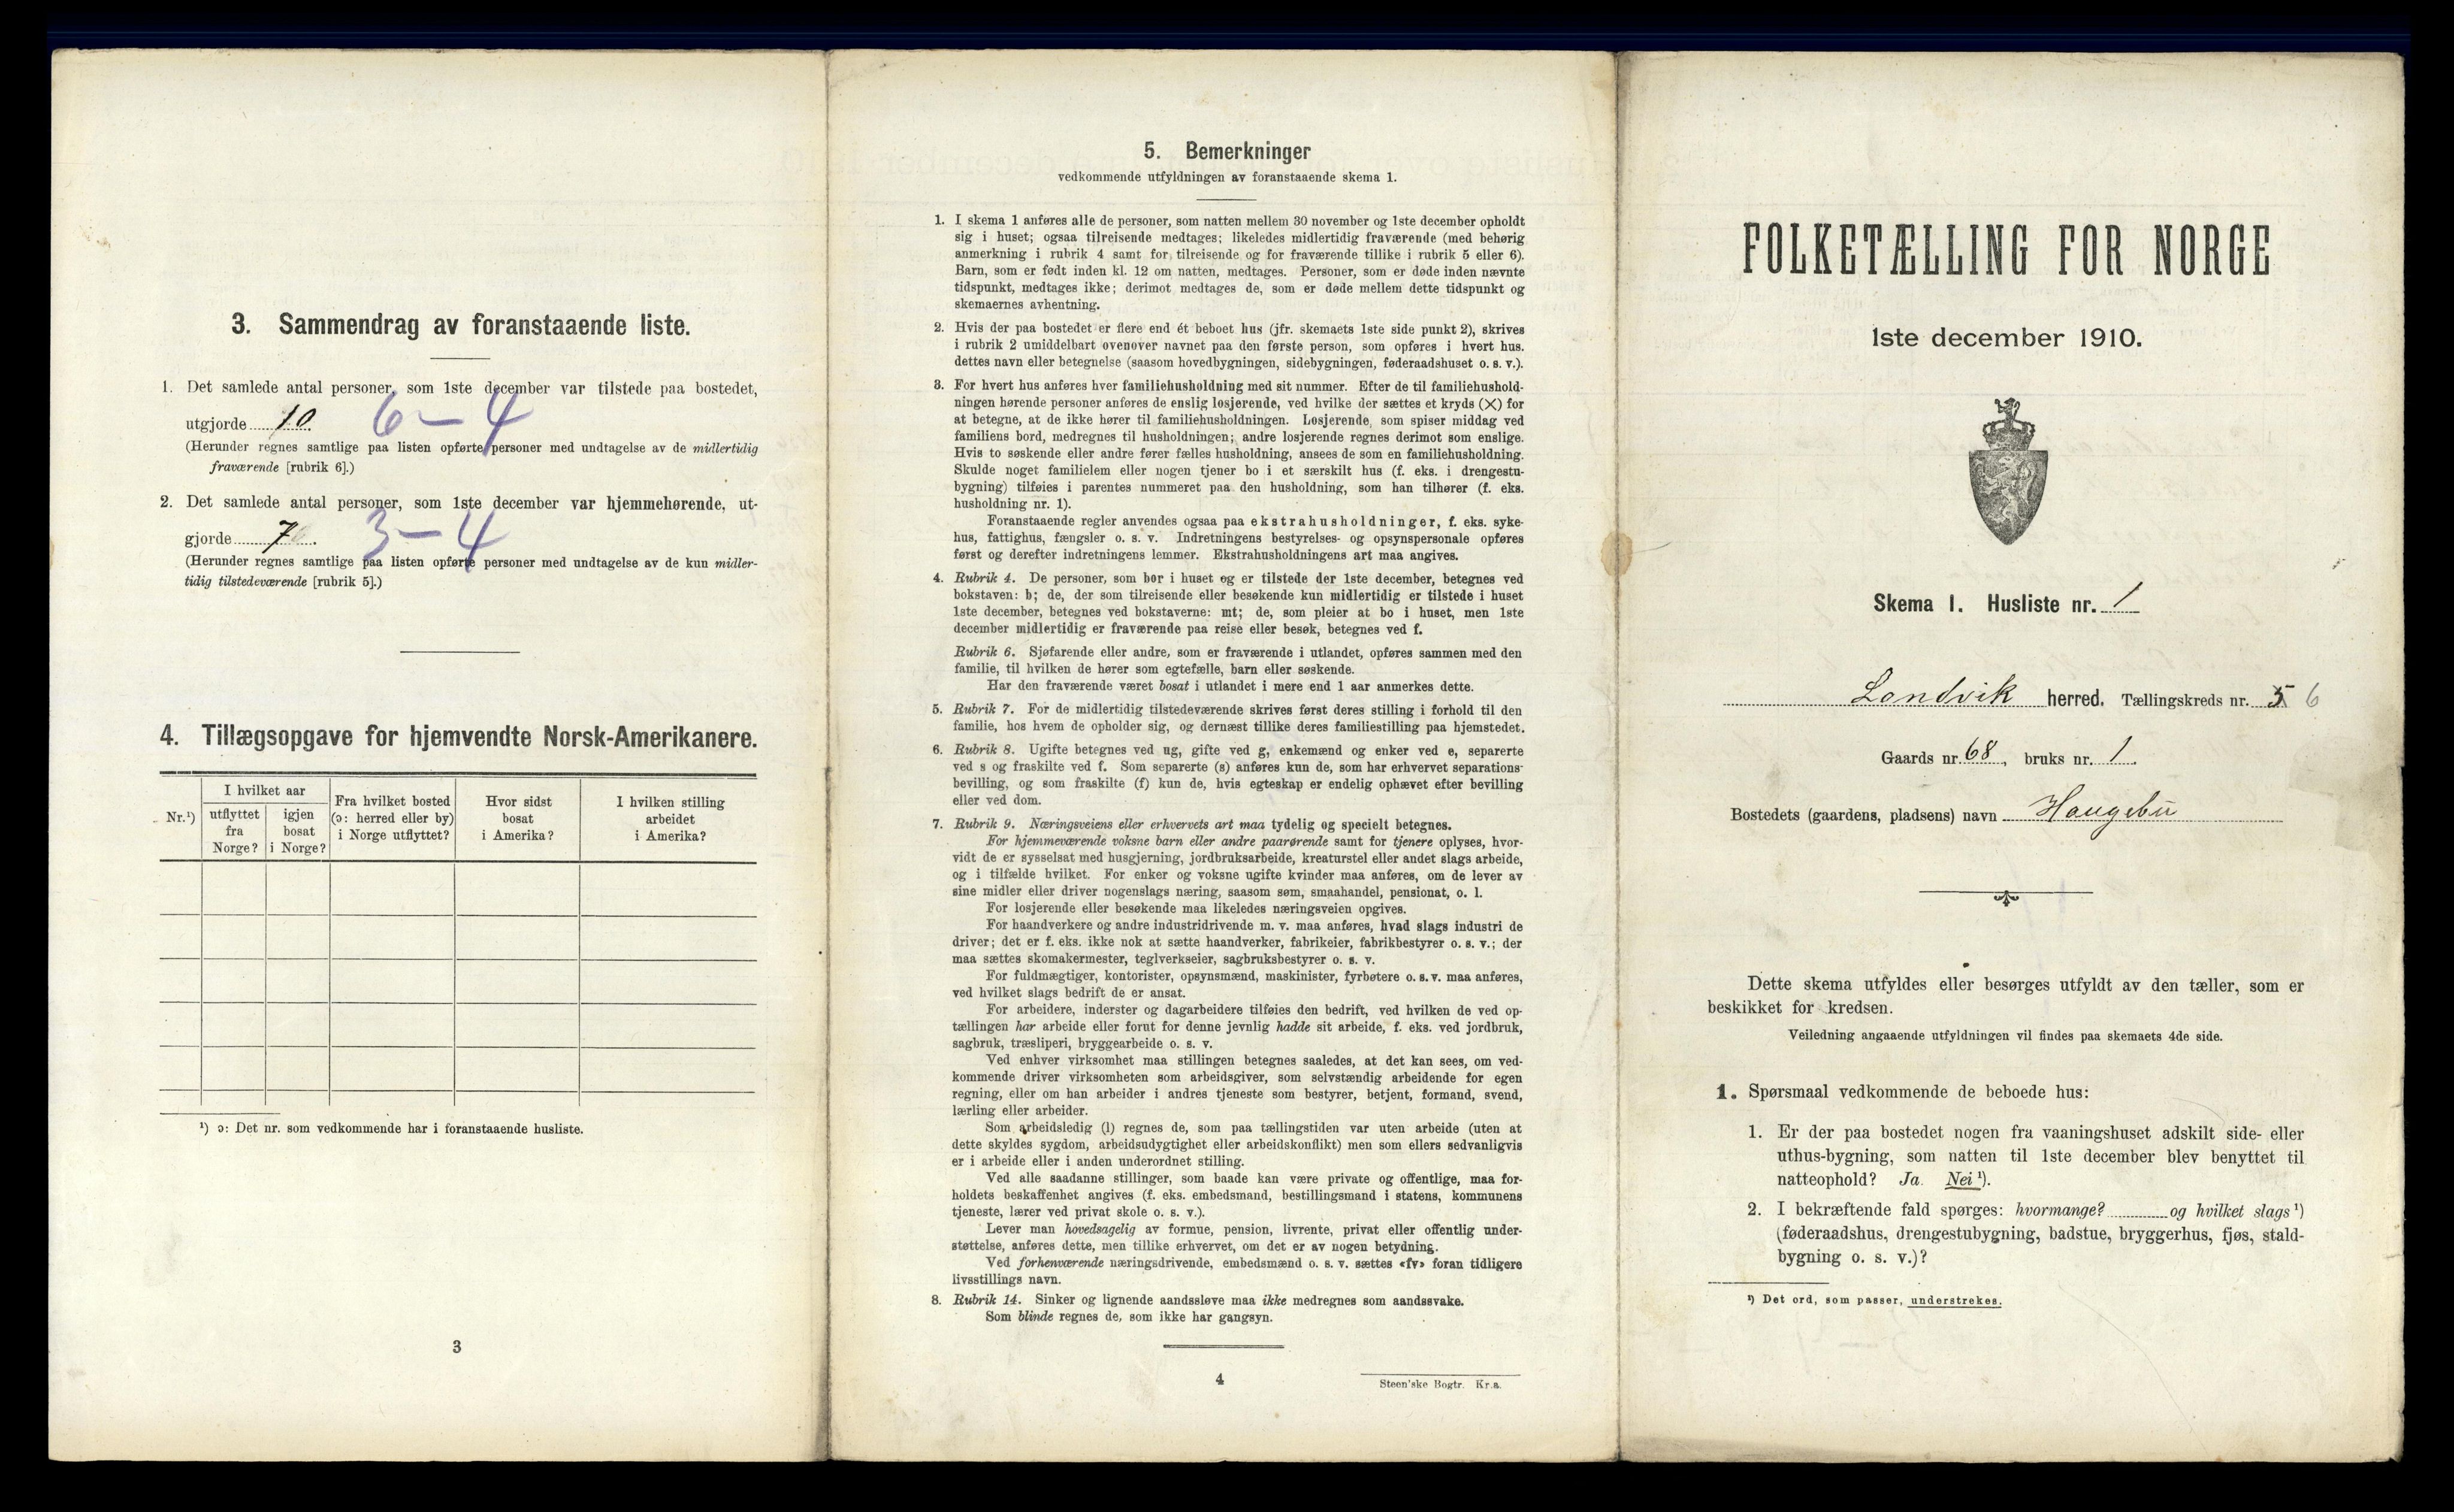 3. Sammendrag av foranstaaende liste.
1. Det samlede antal personer, som 1ste december var tilstede paa bostedet,
utgjorde 10. 6 – 4
(Herunder regnes samtlige paa listen opførte personer med undtagelse av de midlertidig
fraværende [rubrik 6].)
2. Det samlede antal personer, som 1ste december var hjemmehørende, ut-
gjorde 7. 3 – 4
(Herunder regnes samtlige paa listen opførte personer med undtagelse av de kun midler-
tidig tilstedeværende [rubrik 5].)
4. Tillægsopgave for hjemvendte Norsk-Amerikanere.
Nr.¹)
I hvilket aar
utflyttet
fra
Norge?
igjen
bosat
i Norge?
Fra hvilket bosted
(ɔ: herred eller by)
i Norge utflyttet?
Hvor sidst
bosat
i Amerika?
I hvilken stilling
arbeidet
i Amerika?
¹) ɔ: Det nr. som vedkommende har i foranstaaende husliste.
3
5. Bemerkninger
vedkommende utfyldningen av foranstaaende skema 1.
1. I skema 1 anføres alle de personer, som natten mellem 30 november og 1ste december opholdt
sig i huset; ogsaa tilreisende medtages; likeledes midlertidig fraværende (med behørig
anmerkning i rubrik 4 samt for tilreisende og for fraværende tillike i rubrik 5 eller 6).
Barn, som er født inden kl. 12 om natten, medtages. Personer, som er døde inden nævnte
tidspunkt, medtages ikke; derimot medtages de, som er døde mellem dette tidspunkt og
skemaernes avhentning.
2. Hvis der paa bostedet er flere end ét beboet hus (jfr. skemaets 1ste side punkt 2), skrives
i rubrik 2 umiddelbart ovenover navnet paa den første person, som opføres i hvert hus.
dettes navn eller betegnelse (saasom hovedbygningen, sidebygningen, føderaadshuset o. s. v.).
3. For hvert hus anføres hver familiehusholdning med sit nummer. Efter de til familiehushold-
ningen hørende personer anføres de enslig losjerende, ved hvilke der sættes et kryds (✕) for
at betegne, at de ikke hører til familiehusholdningen. Losjerende, som spiser middag ved
familiens bord, medregnes til husholdningen; andre losjerende regnes derimot som enslige.
Hvis to søskende eller andre fører fælles husholdning, ansees de som en familiehusholdning.
Skulde noget familielem eller nogen tjener bo i et særskilt hus (f. eks. i drengestu-
bygning) tilføies i parentes nummeret paa den husholdning, som han tilhører (f. eks.
husholdning nr. 1).
Foranstaaende regler anvendes ogsaa paa ekstrahusholdninger, f. eks. syke-
hus, fattighus, fængsler o. s. v. Indretningens bestyrelses- og opsynspersonale opføres
først og derefter indretningens lemmer. Ekstrahusholdningens art maa angives.
4. Rubrik 4. De personer, som bor i huset og er tilstede der 1ste december, betegnes ved
bokstaven: b; de, der som tilreisende eller besøkende kun midlertidig er tilstede i huset
1ste december, betegnes ved bokstaverne: mt; de, som pleier at bo i huset, men 1ste
december midlertidig er fraværende paa reise eller besøk, betegnes ved f.
Rubrik 6. Sjøfarende eller andre, som er fraværende i utlandet, opføres sammen med den
familie, til hvilken de hører som egtefælle, barn eller søskende.
Har den fraværende været bosat i utlandet i mere end 1 aar anmerkes dette.
5. Rubrik 7. For de midlertidig tilstedeværende skrives først deres stilling i forhold til den
familie, hos hvem de opholder sig, og dernæst tillike deres familiestilling paa hjemstedet.
6. Rubrik 8. Ugifte betegnes ved ug, gifte ved g, enkemænd og enker ved e, separerte
ved s og fraskilte ved f. Som separerte (s) anføres kun de, som har erhvervet separations-
bevilling, og som fraskilte (f) kun de, hvis egteskap er endelig ophævet efter bevilling
eller ved dom.
7. Rubrik 9. Næringsveiens eller erhvervets art maa tydelig og specielt betegnes.
For hjemmeværende voksne barn eller andre paarørende samt for tjenere oplyses, hvor-
vidt de er sysselsat med husgjerning, jordbruksarbeide, kreaturstel eller andet slags arbeide,
og i tilfælde hvilket. For enker og voksne ugifte kvinder maa anføres, om de lever av
sine midler eller driver nogenslags næring, saasom søm, smaahandel, pensionat, o. l.
For losjerende eller besøkende maa likeledes næringsveien opgives.
For haandverkere og andre industridrivende m. v. maa anføres, hvad slags industri de
driver; det er f. eks. ikke nok at sætte haandverker, fabrikeier, fabrikbestyrer o. s. v.; der
maa sættes skomakermester, teglverkseier, sagbruksbestyrer o. s. v.
For fuldmægtiger, kontorister, opsynsmænd, maskinister, fyrbøtere o. s. v. maa anføres,
ved hvilket slags bedrift de er ansat.
For arbeidere, inderster og dagarbeidere tilføies den bedrift, ved hvilken de ved op-
tællingen har arbeide eller forut for denne jevnlig hadde sit arbeide, f. eks. ved jordbruk,
sagbruk, træsliperi, bryggearbeide o. s. v.
Ved enhver virksomhet maa stillingen betegnes saaledes, at det kan sees, om ved-
kommende driver virksomheten som arbeidsgiver, som selvstændig arbeidende for egen
regning, eller om han arbeider i andres tjeneste som bestyrer, betjent, formand, svend,
lærling eller arbeider.
Som arbeidsledig (l) regnes de, som paa tællingstiden var uten arbeide (uten at
dette skyldes sygdom, arbeidsudygtighet eller arbeidskonflikt) men som ellers sedvanligvis
er i arbeide eller i anden underordnet stilling.
Ved alle saadanne stillinger, som baade kan være private og offentlige, maa for-
holdets beskaffenhet angives (f. eks. embedsmand, bestillingsmand i statens, kommunens
tjeneste, lærer ved privat skole o. s. v.).
Lever man hovedsagelig av formue, pension, livrente, privat eller offentlig under-
støttelse, anføres dette, men tillike erhvervet, om det er av nogen betydning.
Ved forhenværende næringsdrivende, embedsmænd o. s. v. sættes «fv» foran tidligere
livsstillings navn.
8. Rubrik 14. Sinker og lignende aandssløve maa ikke medregnes som aandssvake.
Som blinde regnes de, som ikke har gangsyn.
4
Steen'ske Bogtr. Kr.a.
FOLKETÆLLING FOR NORGE
1ste december 1910.
Skema 1. Husliste nr. 1
Landvik herred. Tællingskreds nr. 5 6
Gaards nr. 68, bruks nr. 1.
Bostedets (gaardens, pladsens) navn Haugebu
Dette skema utfyldes eller besørges utfyldt av den tæller, som er
beskikket for kredsen.
Veiledning angaaende utfyldningen vil findes paa skemaets 4de side.
1. Spørsmaal vedkommende de beboede hus:
1. Er der paa bostedet nogen fra vaaningshuset adskilt side- eller
uthus-bygning, som natten til 1ste december blev benyttet til
natteophold? Ja. Nei ¹).
2. I bekræftende fald spørges: hvormange? og hvilket slags ¹)
(føderaadshus, drengestubygning, badstue, bryggerhus, fjøs, stald-
bygning o. s. v.)?
¹) Det ord, som passer, understrekes.